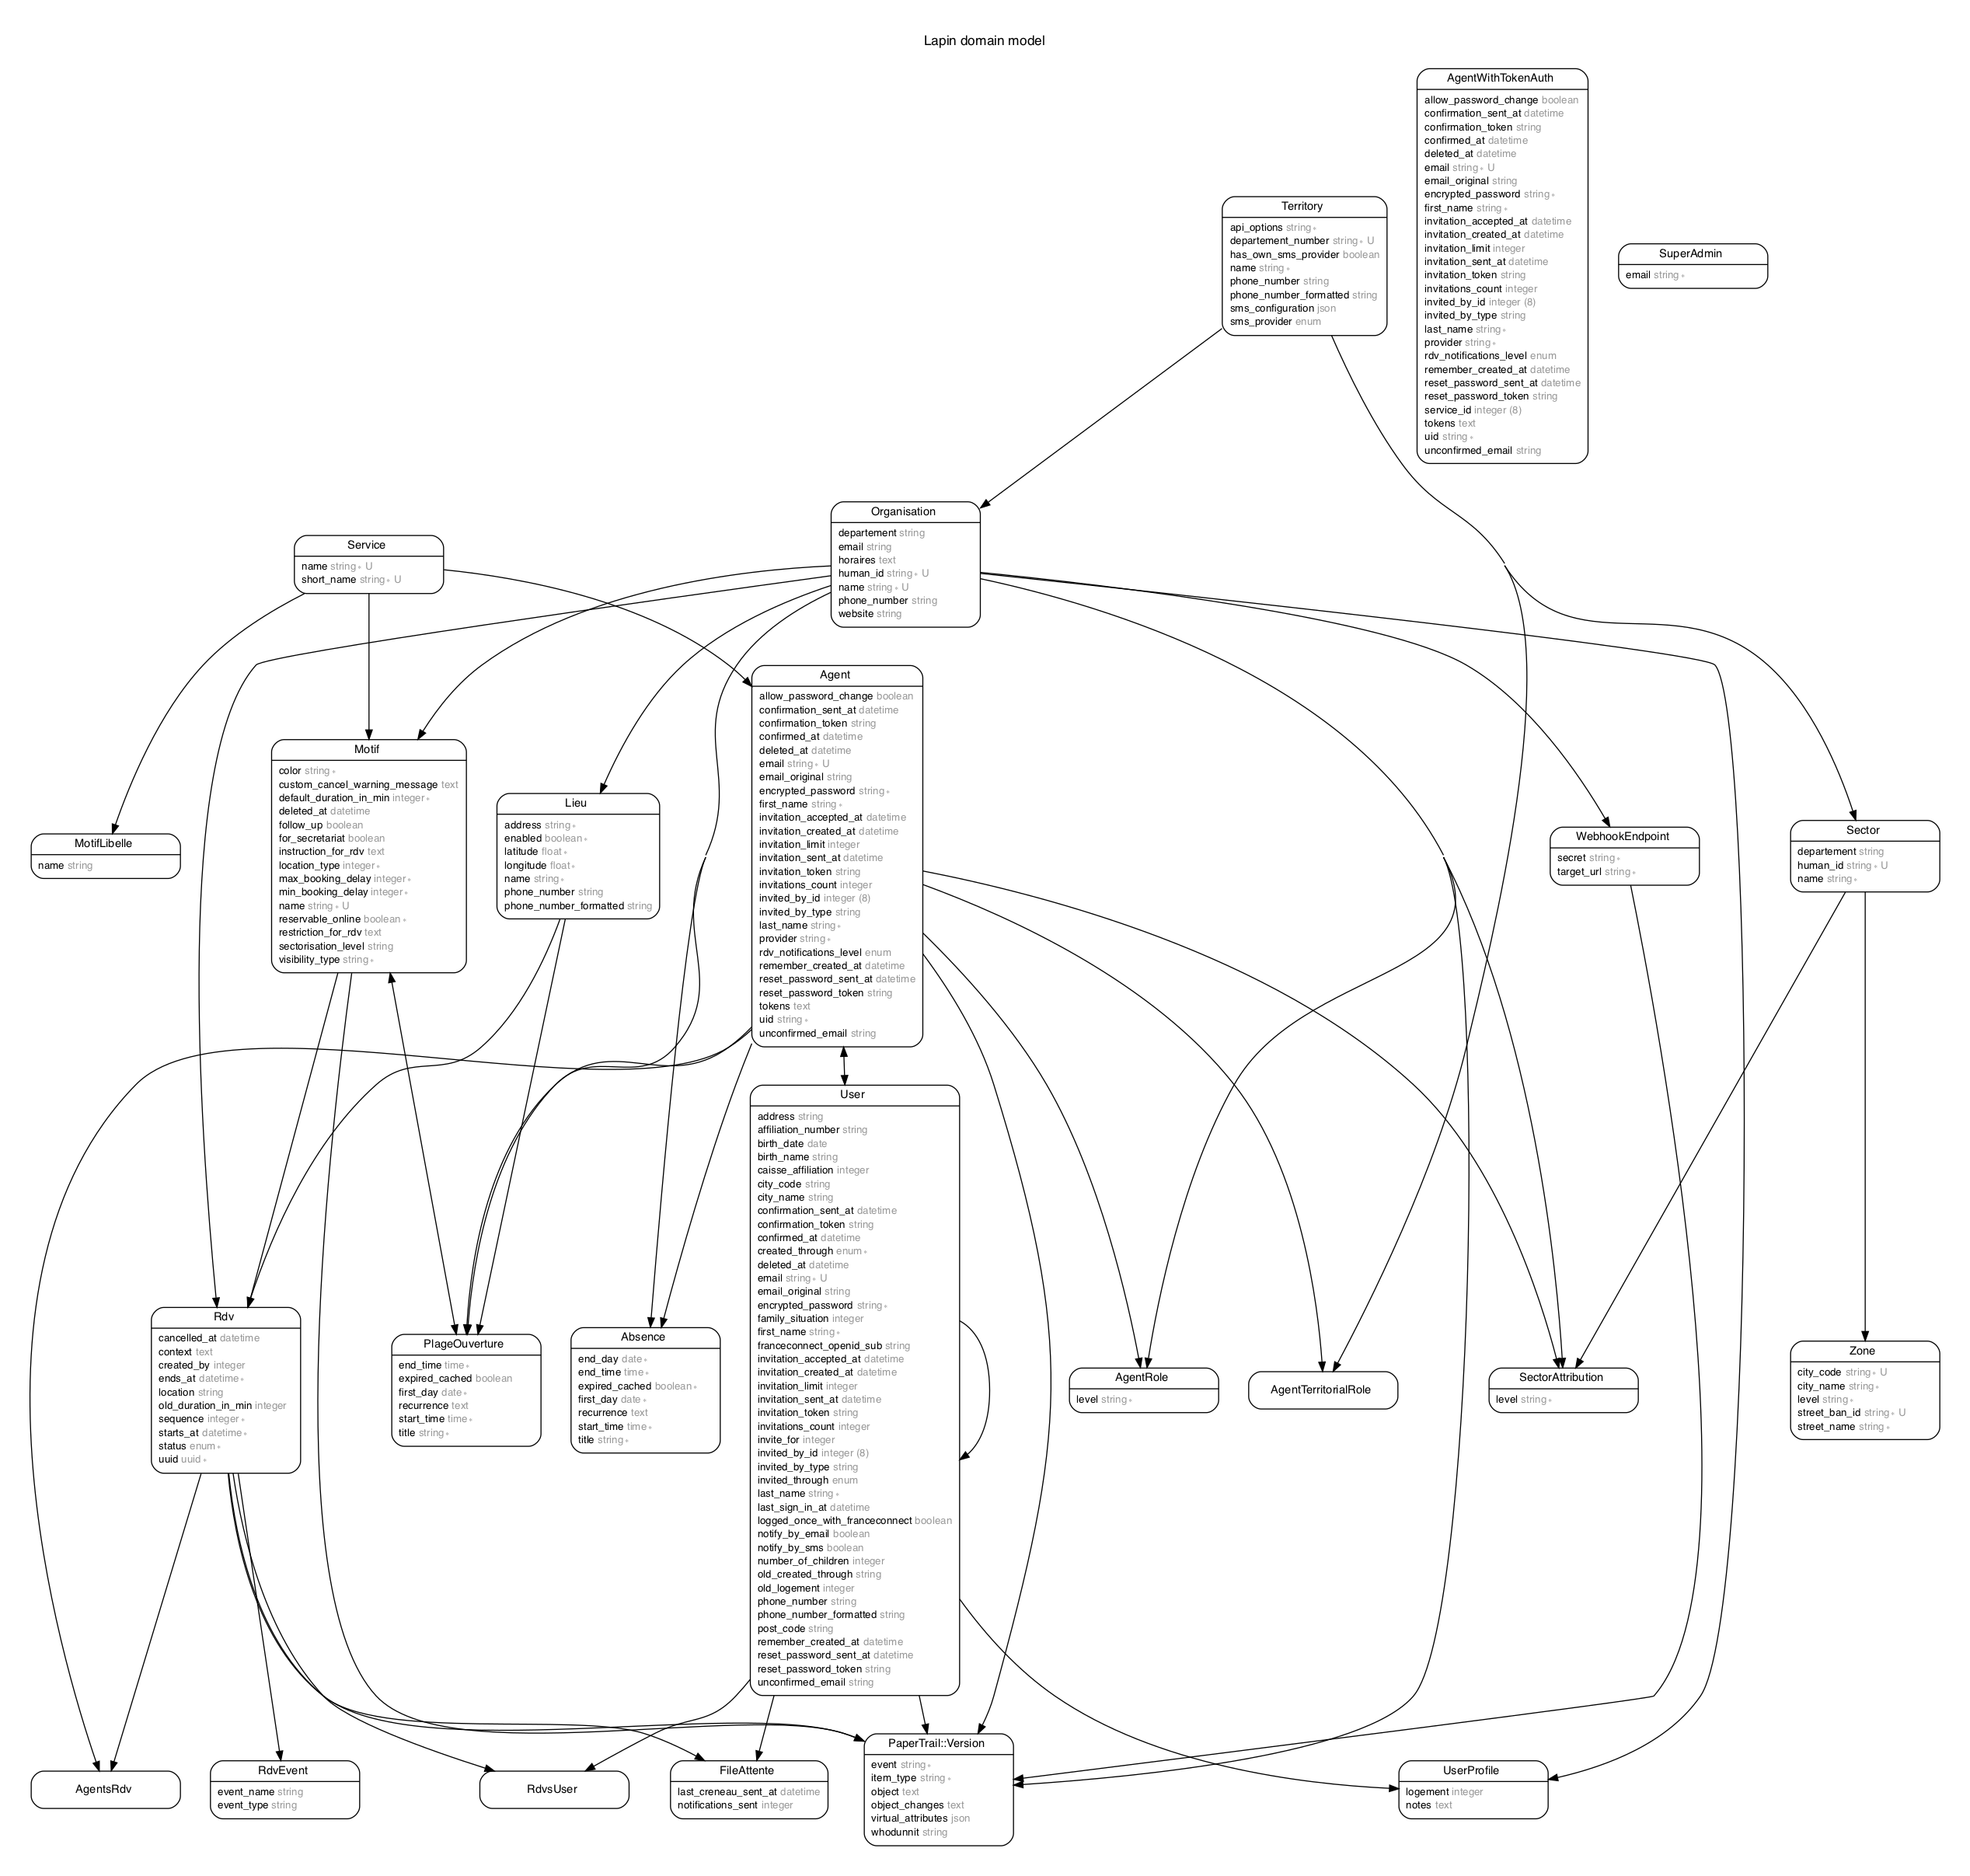 Lapin domain model
AgentWithTokenAuth
allow_password_change boolean
confirmation_sent_at datetime
confirmation_token string
confirmed_at datetime
deleted_at datetime
email string∗ U
email_original string
encrypted_password string∗
first_name string∗
invitation_accepted_at datetime
invitation_created_at datetime
invitation_limit integer
invitation_sent_at datetime
invitation_token string
invitations_count integer
invited_by_id integer (8)
invited_by_type string
last_name string∗
provider string∗
rdv_notifications_level enum
remember_created_at datetime
reset_password_sent_at datetime
reset_password_token string
service_id integer (8)
tokens text
uid string∗
unconfirmed_email string
Territory
api_options string∗
departement_number string∗ U
has_own_sms_provider boolean
name string∗
phone_number string
phone_number_formatted string
sms_configuration json
sms_provider enum
SuperAdmin
email string∗
Organisation
departement string
email string
horaires text
human_id string∗ U
name string∗ U
phone_number string
website string
Service
name string∗ U
short_name string∗ U
Agent
allow_password_change boolean
confirmation_sent_at datetime
confirmation_token string
confirmed_at datetime
deleted_at datetime
email string∗ U
email_original string
encrypted_password string∗
first_name string∗
invitation_accepted_at datetime
invitation_created_at datetime
invitation_limit integer
invitation_sent_at datetime
invitation_token string
invitations_count integer
invited_by_id integer (8)
invited_by_type string
last_name string∗
provider string∗
rdv_notifications_level enum
remember_created_at datetime
reset_password_sent_at datetime
reset_password_token string
tokens text
uid string∗
unconfirmed_email string
Motif
color string∗
custom_cancel_warning_message text
default_duration_in_min integer∗
deleted_at datetime
follow_up boolean
for_secretariat boolean
instruction_for_rdv text
location_type integer∗
max_booking_delay integer∗
min_booking_delay integer∗
name string∗ U
reservable_online boolean∗
restriction_for_rdv text
sectorisation_level string
visibility_type string∗
Lieu
address string∗
enabled boolean∗
latitude float∗
longitude float∗
name string∗
phone_number string
phone_number_formatted string
MotifLibelle
name string
WebhookEndpoint
secret string∗
target_url string∗
Sector
departement string
human_id string∗ U
name string∗
User
address string
affiliation_number string
birth_date date
birth_name string
caisse_affiliation integer
city_code string
city_name string
confirmation_sent_at datetime
confirmation_token string
confirmed_at datetime
created_through enum∗
deleted_at datetime
email string∗ U
email_original string
encrypted_password string∗
family_situation integer
first_name string∗
franceconnect_openid_sub string
invitation_accepted_at datetime
invitation_created_at datetime
invitation_limit integer
invitation_sent_at datetime
invitation_token string
invitations_count integer
invite_for integer
invited_by_id integer (8)
invited_by_type string
invited_through enum
last_name string∗
last_sign_in_at datetime
logged_once_with_franceconnect boolean
notify_by_email boolean
notify_by_sms boolean
number_of_children integer
old_created_through string
old_logement integer
phone_number string
phone_number_formatted string
post_code string
remember_created_at datetime
reset_password_sent_at datetime
reset_password_token string
unconfirmed_email string
Rdv
cancelled_at datetime
context text
created_by integer
ends_at datetime∗
location string
old_duration_in_min integer
sequence integer∗
starts_at datetime∗
status enum∗
uuid uuid∗
PlageOuverture
end_time time∗
expired_cached boolean
first_day date∗
recurrence text
start_time time∗
title string∗
Absence
end_day date∗
end_time time∗
expired_cached boolean∗
first_day date∗
recurrence text
start_time time∗
title string∗
AgentRole
level string∗
AgentTerritorialRole
SectorAttribution
level string∗
Zone
city_code string∗ U
city_name string∗
level string∗
street_ban_id string∗ U
street_name string∗
AgentsRdv
RdvEvent
event_name string
event_type string
RdvsUser
FileAttente
last_creneau_sent_at datetime
notifications_sent integer
PaperTrail::Version
event string∗
item_type string∗
object text
object_changes text
virtual_attributes json
whodunnit string
UserProfile
logement integer
notes text